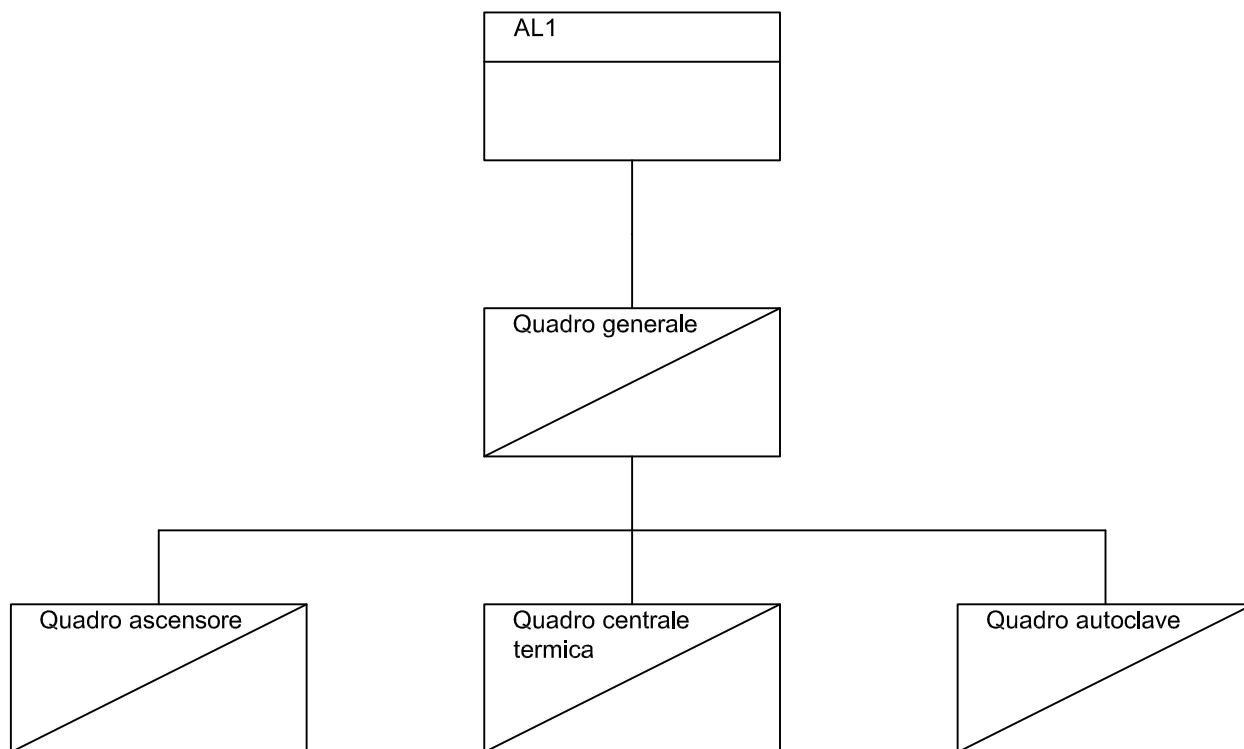 AL1
Quadro generale
Quadro ascensore
Quadro centrale
termica
Quadro autoclave